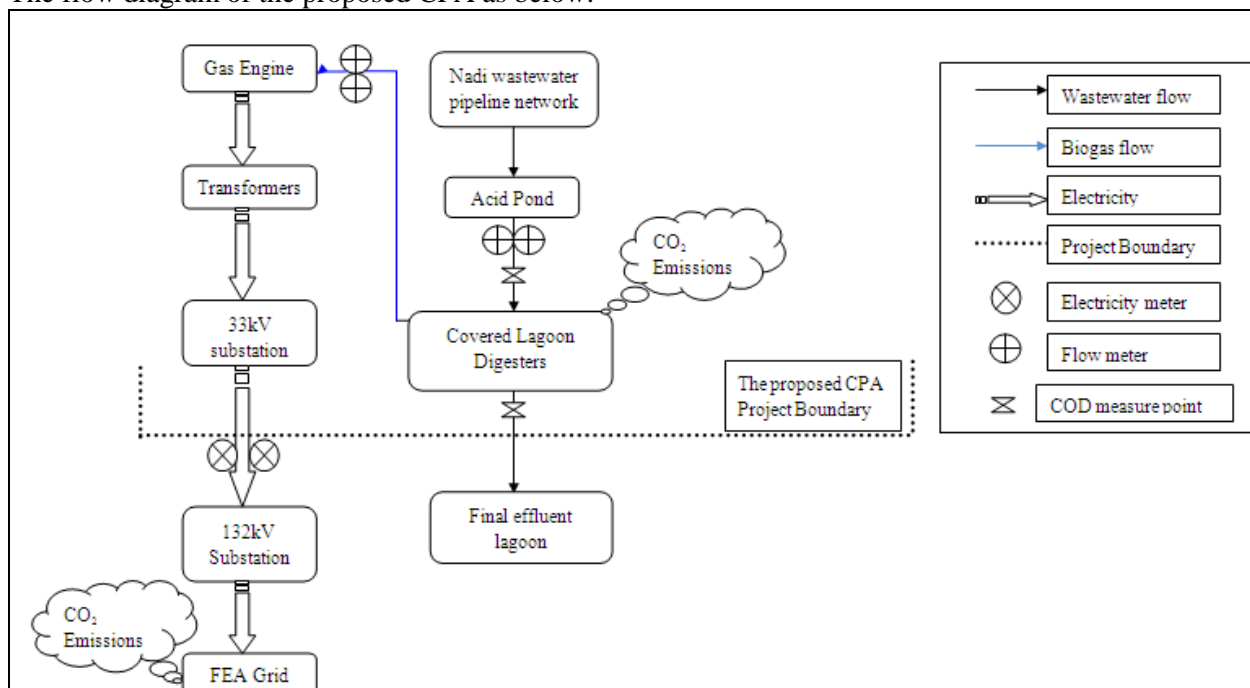 The flow diagram of the proposed CPA as below:
Gas Engine
Nadi wastewater
pipeline network
Wastewater flow
Biogas flow
Transformers
Acid Pond
Electricity
CO₂
Emissions
Project Boundary
33kV
substation
Covered Lagoon
Digesters
Electricity meter
Flow meter
The proposed CPA
Project Boundary
COD measure point
132kV
Substation
Final effluent
lagoon
CO₂
Emissions
FEA Grid